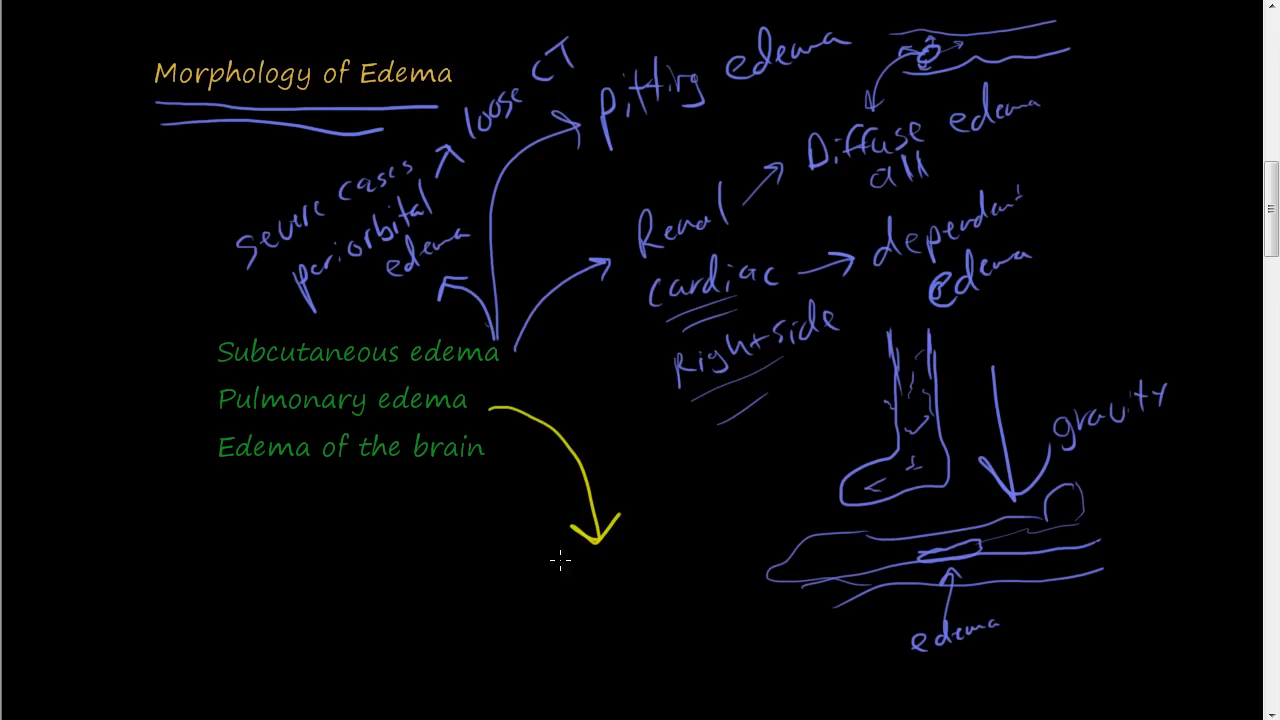 Morphology of Edema
loose CT
pitting edema
severe cases
periorbital
edema
Renal
Diffuse edema
all
cardiac
dependent
edema
Right side
Subcutaneous edema
Pulmonary edema
Edema of the brain
gravity
edema